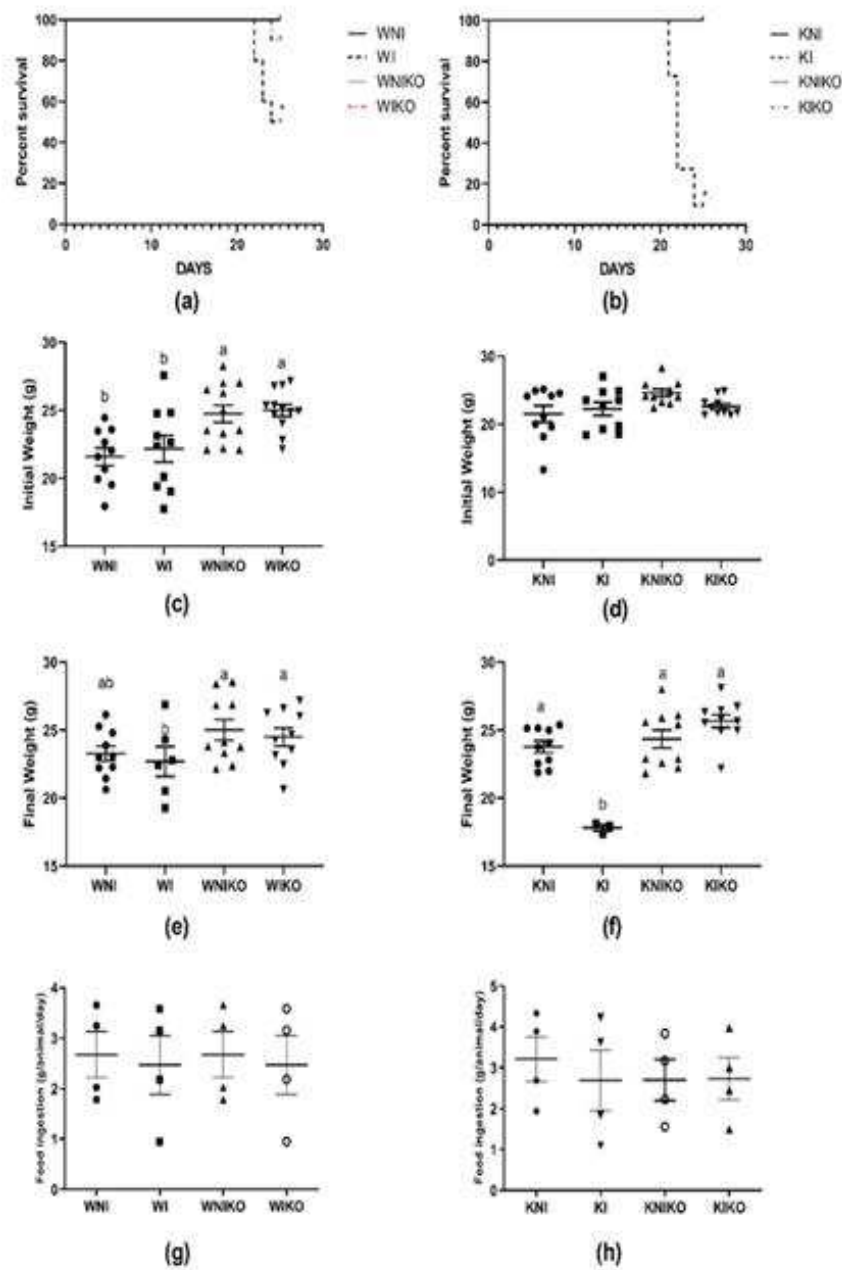 Percent survival
100
80
60
40
20
0
0
10
20
30
DAYS
WNI
WI
WNIKO
WIKO
(a)
Percent survival
100
80
60
40
20
0
0
10
20
30
DAYS
KNI
KI
KNIKO
KIKO
(b)
Initial Weight (g)
30
25
20
15
b
b
a
a
WNI WI WNIKO WIKO
(c)
Initial Weight (g)
30
20
10
0
KNI KI KNIKO KIKO
(d)
Final Weight (g)
30
25
20
15
ab
b
a
a
WNI WI WNIKO WIKO
(e)
Final Weight (g)
30
25
20
15
a
b
a
a
KNI KI KNIKO KIKO
(f)
Food ingestion (g/animal/day)
4
3
2
1
0
WNI WI WNIKO WIKO
(g)
Food ingestion (g/animal/day)
5
4
3
2
1
0
KNI KI KNIKO KIKO
(h)